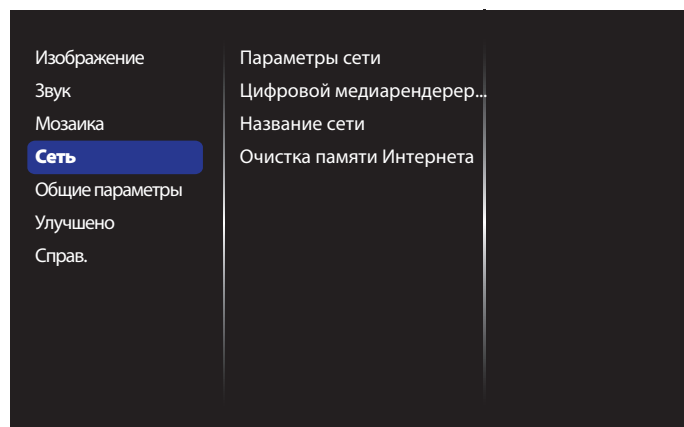 Изображение
Звук
Мозаика
Сеть
Общие параметры
Улучшено
Справ.
Параметры сети
Цифровой медиарендерер...
Название сети
Очистка памяти Интернета